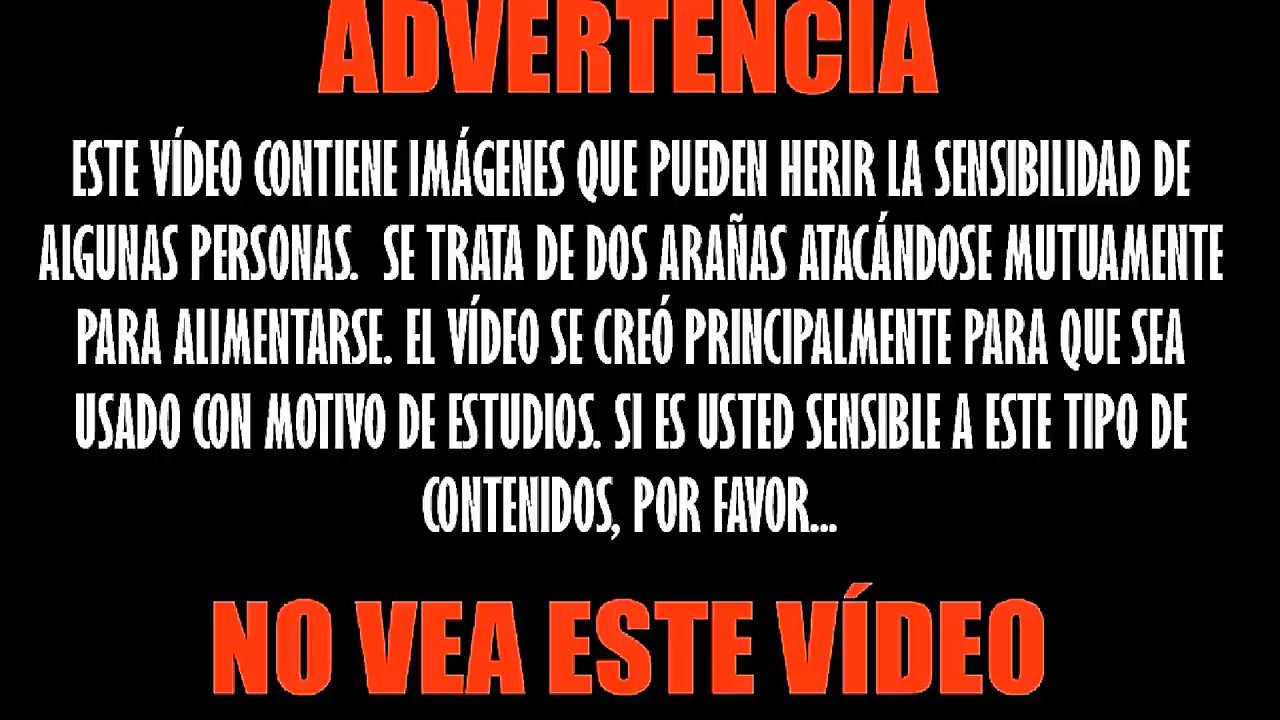 ADVERTENCIA
ESTE VÍDEO CONTIENE IMÁGENES QUE PUEDEN HERIR LA SENSIBILIDAD DE
ALGUNAS PERSONAS. SE TRATA DE DOS ARAÑAS ATACÁNDOSE MUTUAMENTE
PARA ALIMENTARSE. EL VÍDEO SE CREÓ PRINCIPALMENTE PARA QUE SEA
USADO CON MOTIVO DE ESTUDIOS. SI ES USTED SENSIBLE A ESTE TIPO DE
CONTENIDOS, POR FAVOR...
NO VEA ESTE VÍDEO